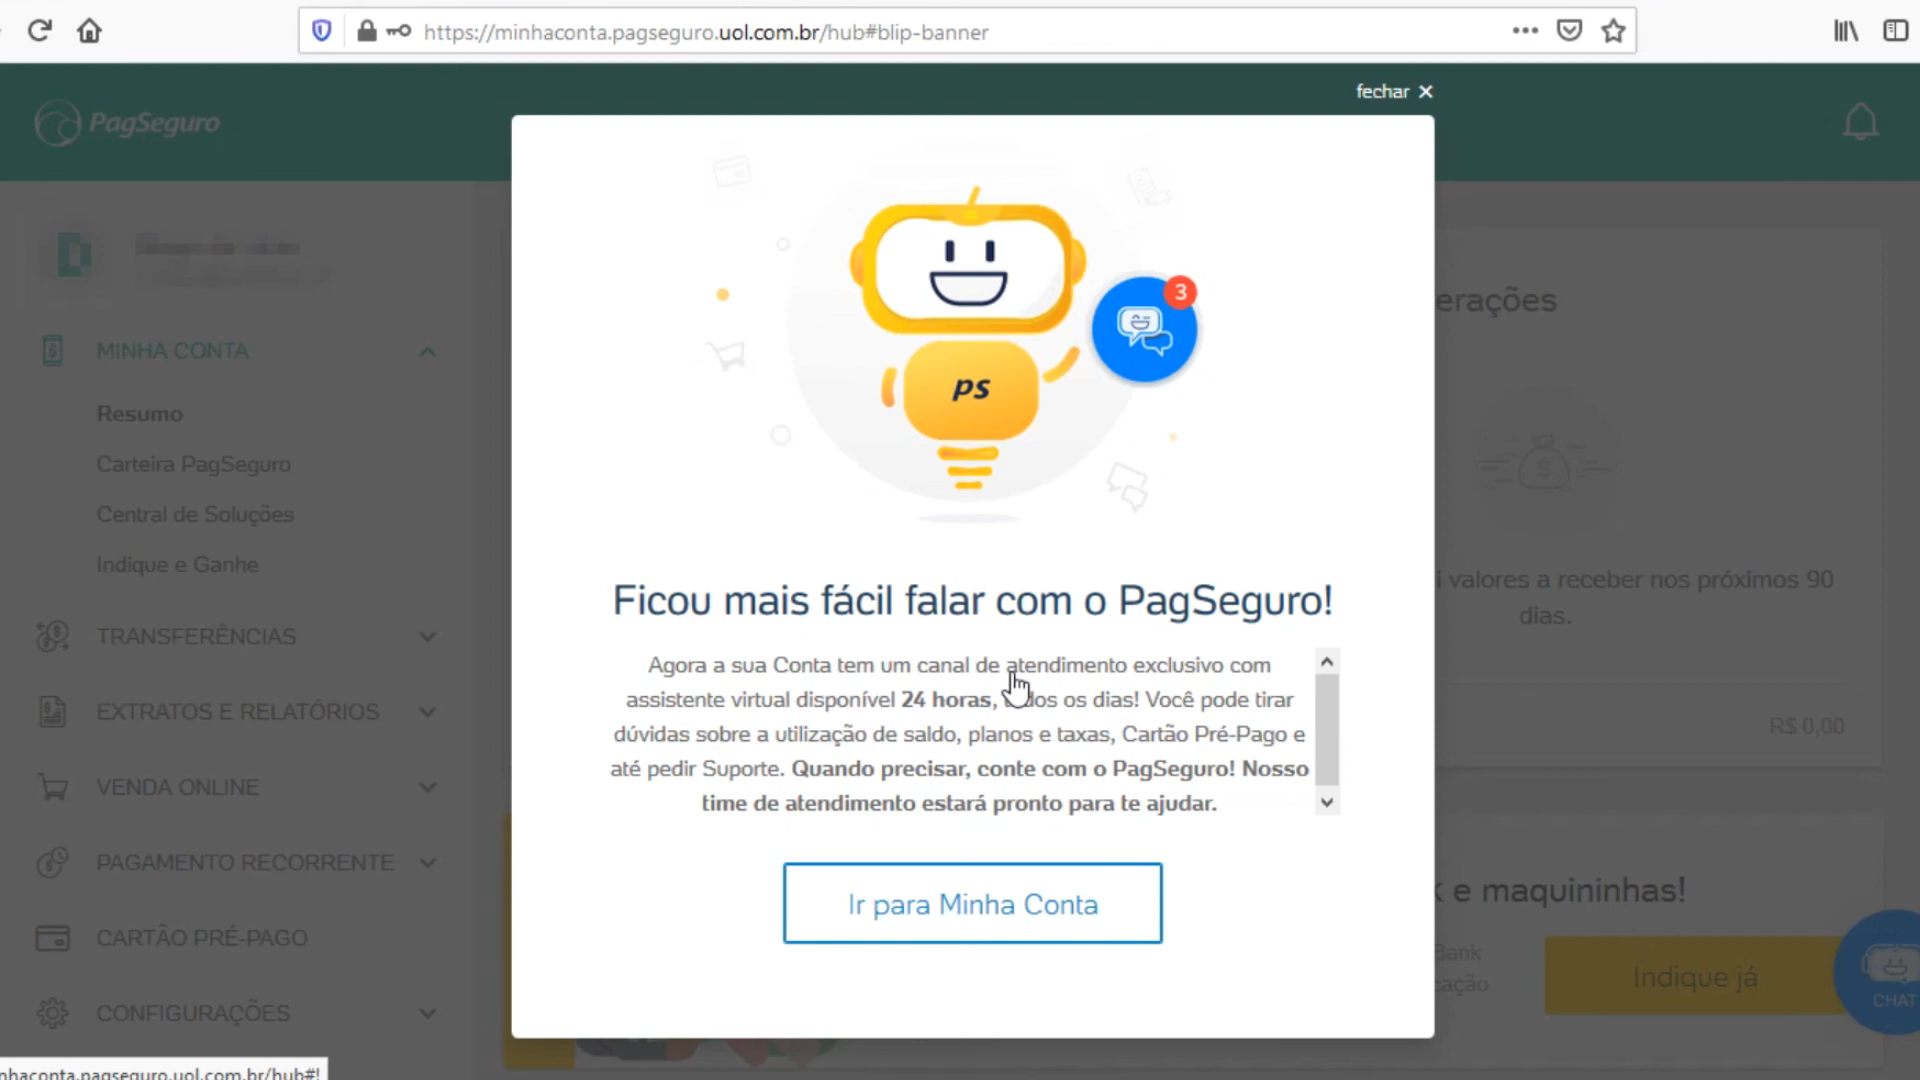 https://minhaconta.pagseguro.uol.com.br/hub#blip-banner
fechar ×
PagSeguro
3
ps
MINHA CONTA
Resumo
Carteira PagSeguro
Central de Soluções
Indique e Ganhe
TRANSFERÊNCIAS
EXTRATOS E RELATÓRIOS
VENDA ONLINE
PAGAMENTO RECORRENTE
CARTÃO PRÉ-PAGO
CONFIGURAÇÕES
Ficou mais fácil falar com o PagSeguro!
Agora a sua Conta tem um canal de atendimento exclusivo com
assistente virtual disponível 24 horas, todos os dias! Você pode tirar
dúvidas sobre a utilização de saldo, planos e taxas, Cartão Pré-Pago e
até pedir Suporte. Quando precisar, conte com o PagSeguro! Nosso
time de atendimento estará pronto para te ajudar.
Ir para Minha Conta
erações
i valores a receber nos próximos 90
dias.
R$ 0,00
e maquininhas!
Bank
cação
Indique já
CHAT
nhaconta.pagseguro.uol.com.br/hub#!